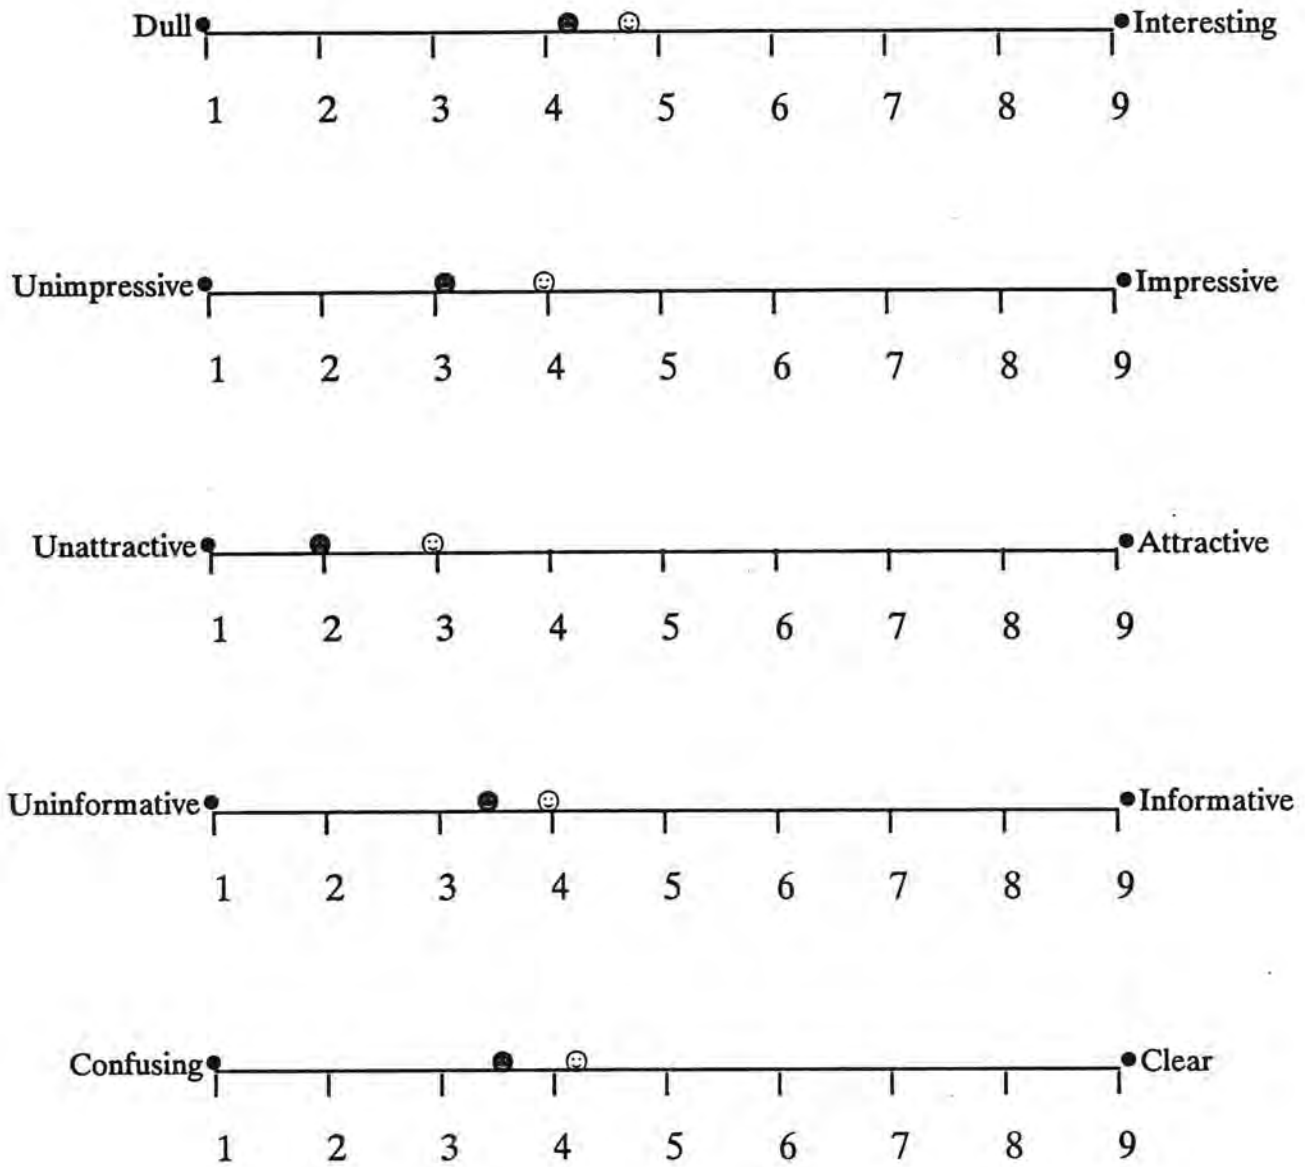 Dull Interesting
1 2 3 4 5 6 7 8 9
Unimpressive Impressive
1 2 3 4 5 6 7 8 9
Unattractive Attractive
1 2 3 4 5 6 7 8 9
Uninformative Informative
1 2 3 4 5 6 7 8 9
Confusing Clear
1 2 3 4 5 6 7 8 9